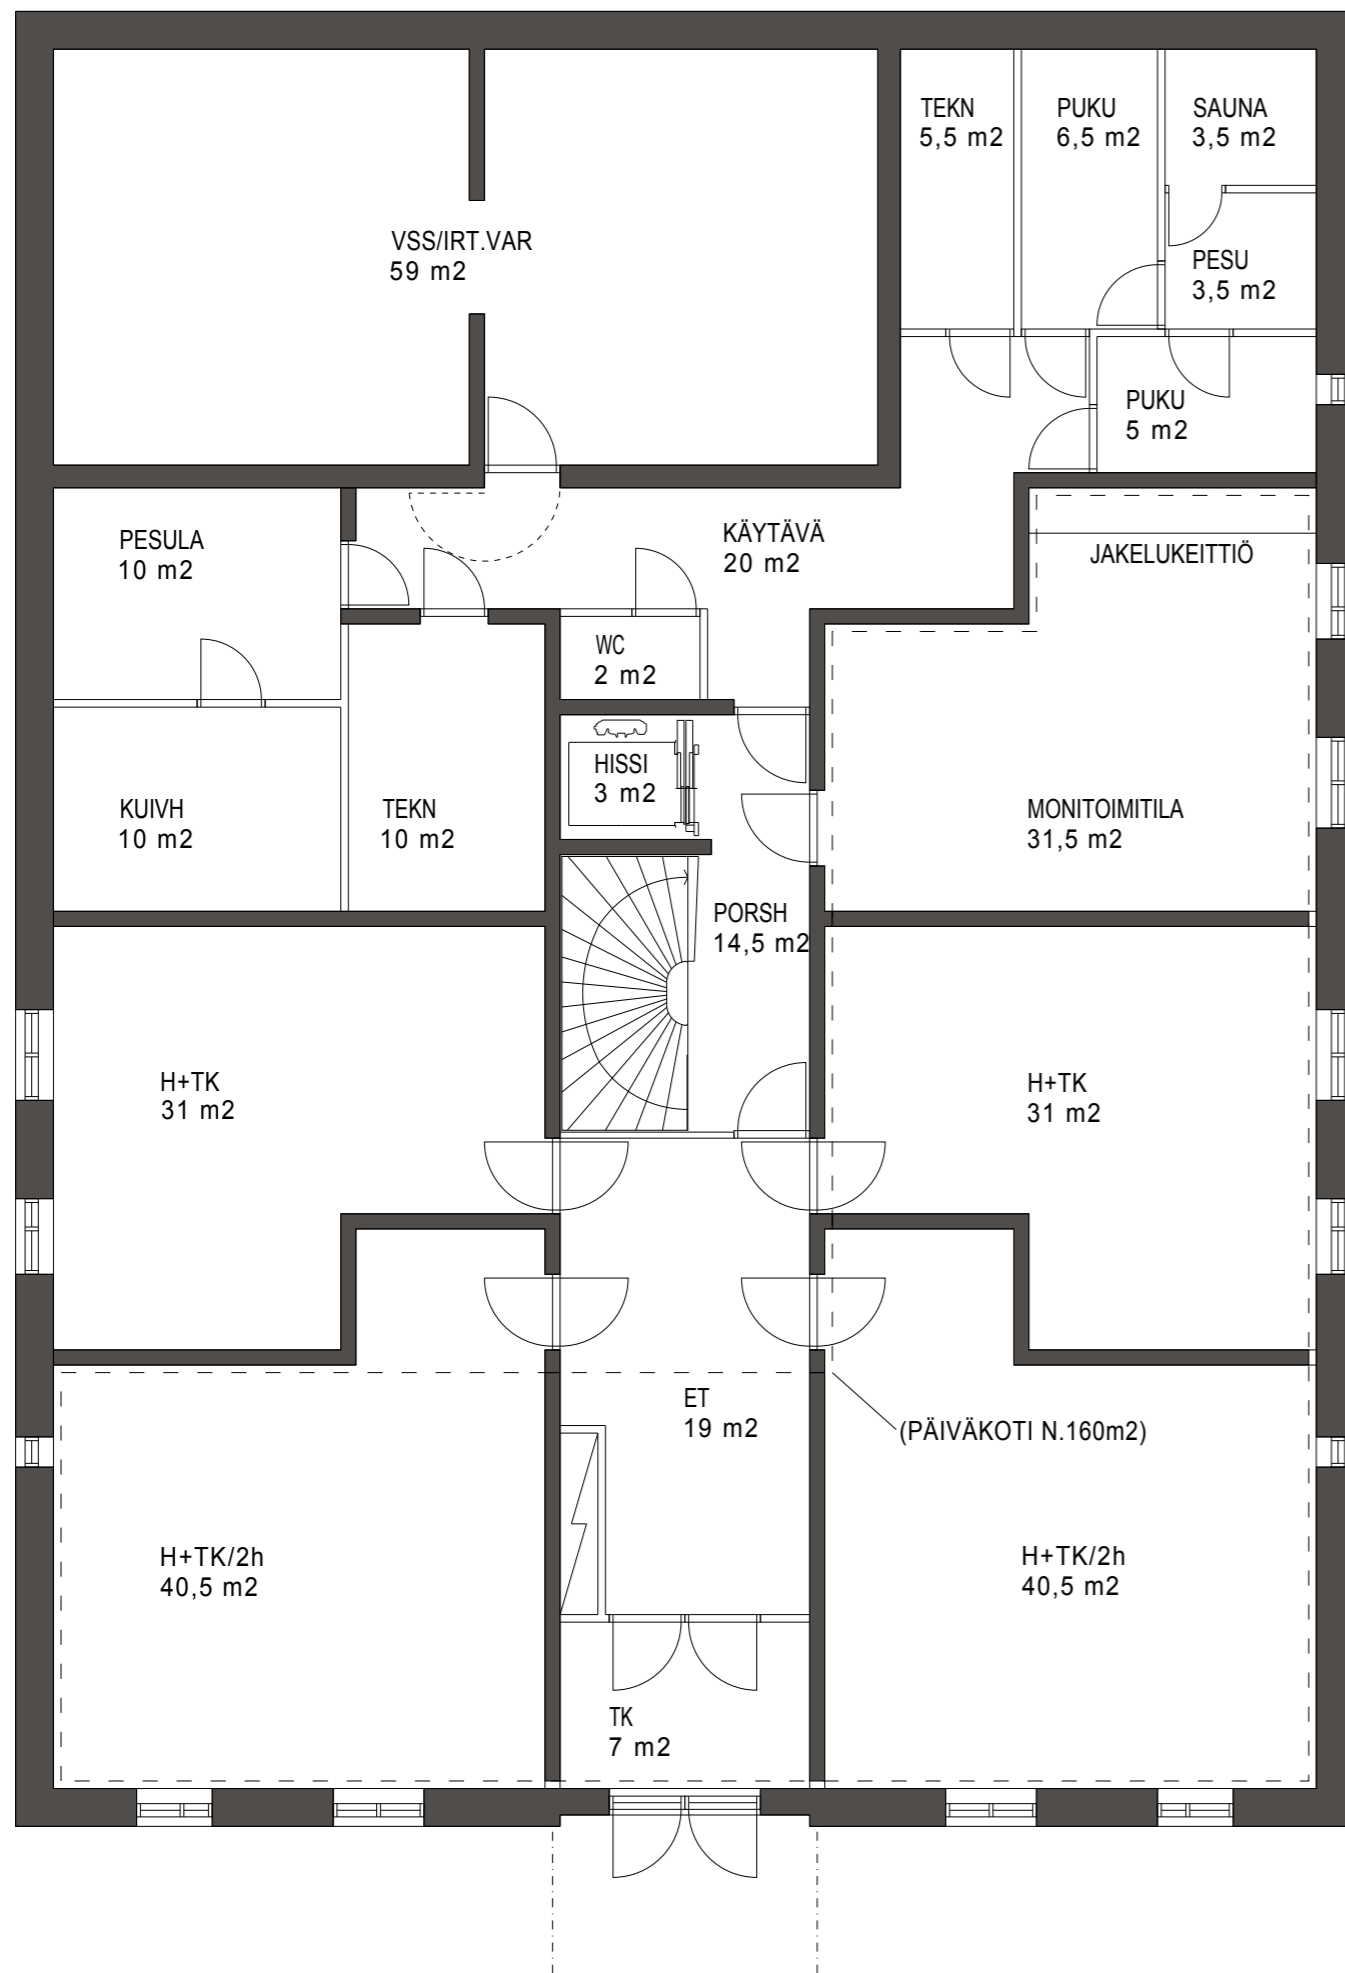 TEKN
5,5 m2
PUKU
6,5 m2
SAUNA
3,5 m2
VSS/IRT.VAR
59 m2
PESU
3,5 m2
PUKU
5 m2
PESULA
10 m2
KÄYTÄVÄ
20 m2
JAKELUKEITTIÖ
WC
2 m2
HISSI
3 m2
KUIVH
10 m2
TEKN
10 m2
MONITOIMITILA
31,5 m2
PORSH
14,5 m2
H+TK
31 m2
H+TK
31 m2
ET
19 m2
(PÄIVÄKOTI N.160m2)
H+TK/2h
40,5 m2
H+TK/2h
40,5 m2
TK
7 m2